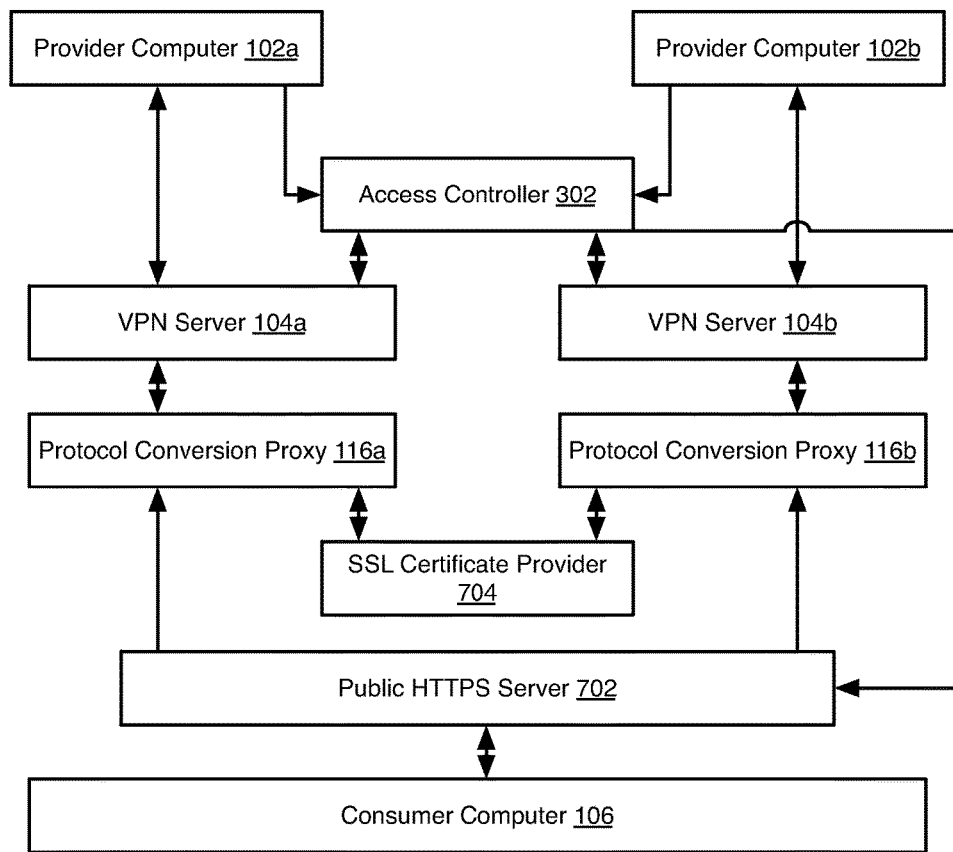 Provider Computer 102a
Provider Computer 102b
Access Controller 302
VPN Server 104a
VPN Server 104b
Protocol Conversion Proxy 116a
Protocol Conversion Proxy 116b
SSL Certificate Provider
704
Public HTTPS Server 702
Consumer Computer 106